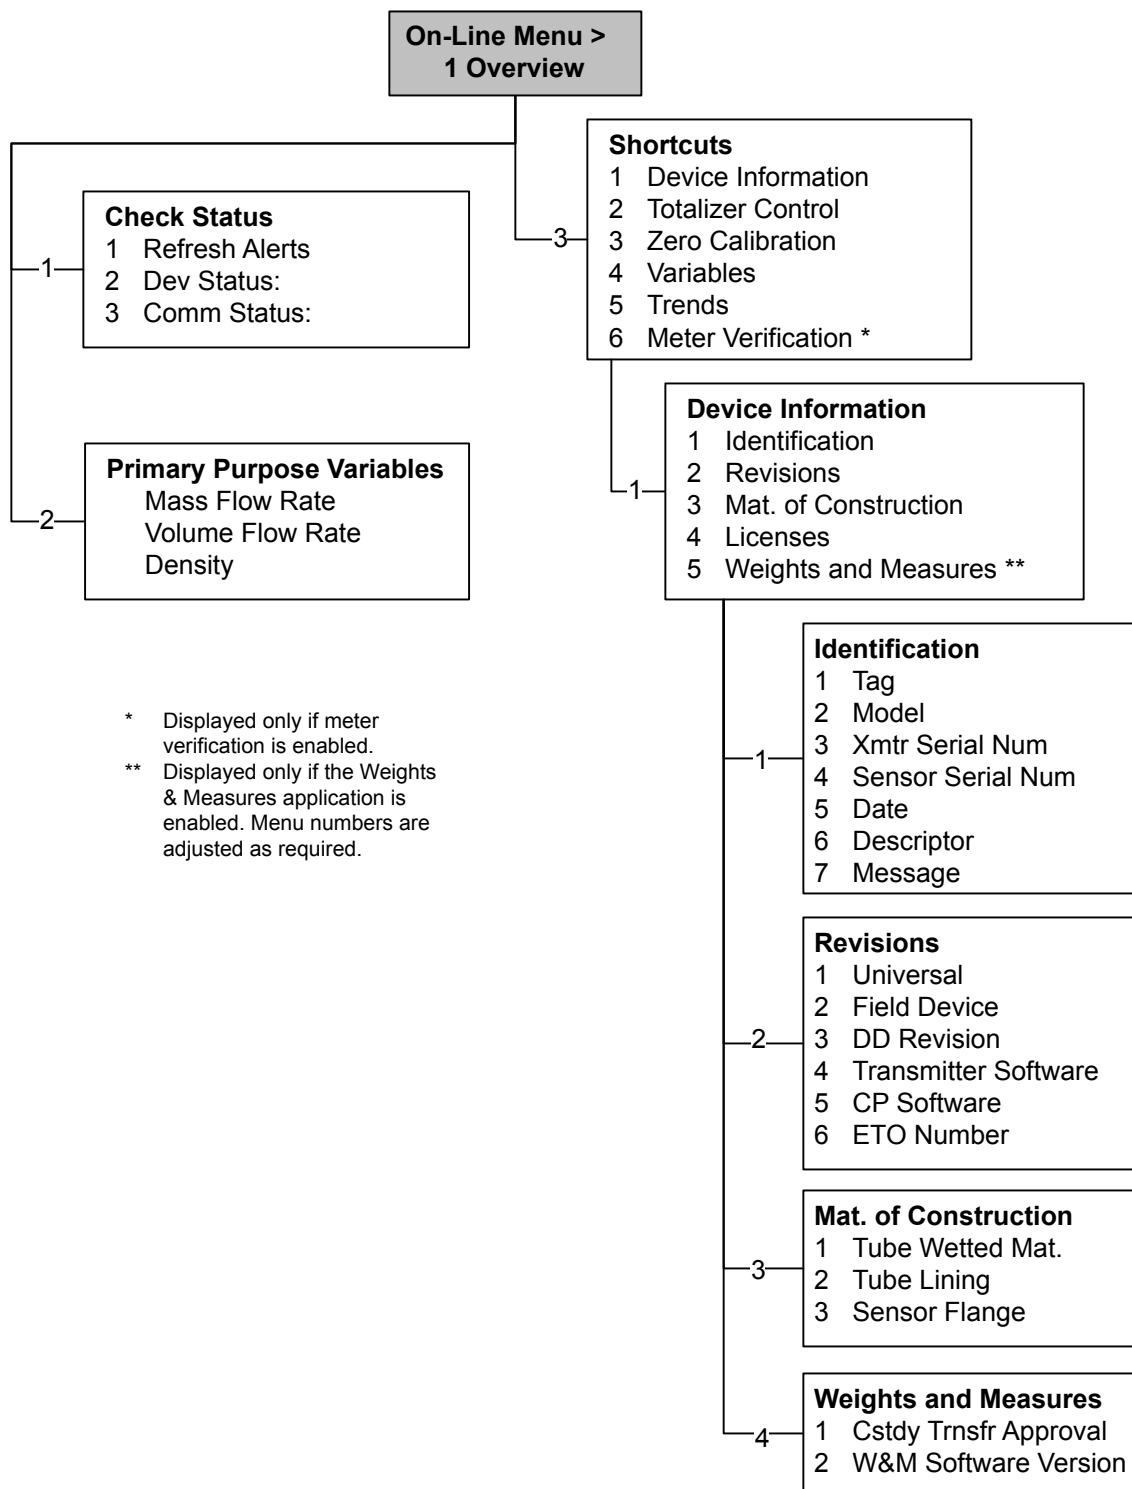 On-Line Menu >
1 Overview
Shortcuts
1 Device Information
2 Totalizer Control
3 Zero Calibration
4 Variables
5 Trends
6 Meter Verification *
3
Check Status
1 Refresh Alerts
2 Dev Status:
3 Comm Status:
1
Device Information
1 Identification
2 Revisions
3 Mat. of Construction
4 Licenses
5 Weights and Measures **
1
Primary Purpose Variables
Mass Flow Rate
Volume Flow Rate
Density
2
Identification
1 Tag
2 Model
3 Xmtr Serial Num
4 Sensor Serial Num
5 Date
6 Descriptor
7 Message
1
* Displayed only if meter
verification is enabled.
** Displayed only if the Weights
& Measures application is
enabled. Menu numbers are
adjusted as required.
Revisions
1 Universal
2 Field Device
3 DD Revision
4 Transmitter Software
5 CP Software
6 ETO Number
2
Mat. of Construction
1 Tube Wetted Mat.
2 Tube Lining
3 Sensor Flange
3
Weights and Measures
1 Cstdy Trnsfr Approval
2 W&M Software Version
4